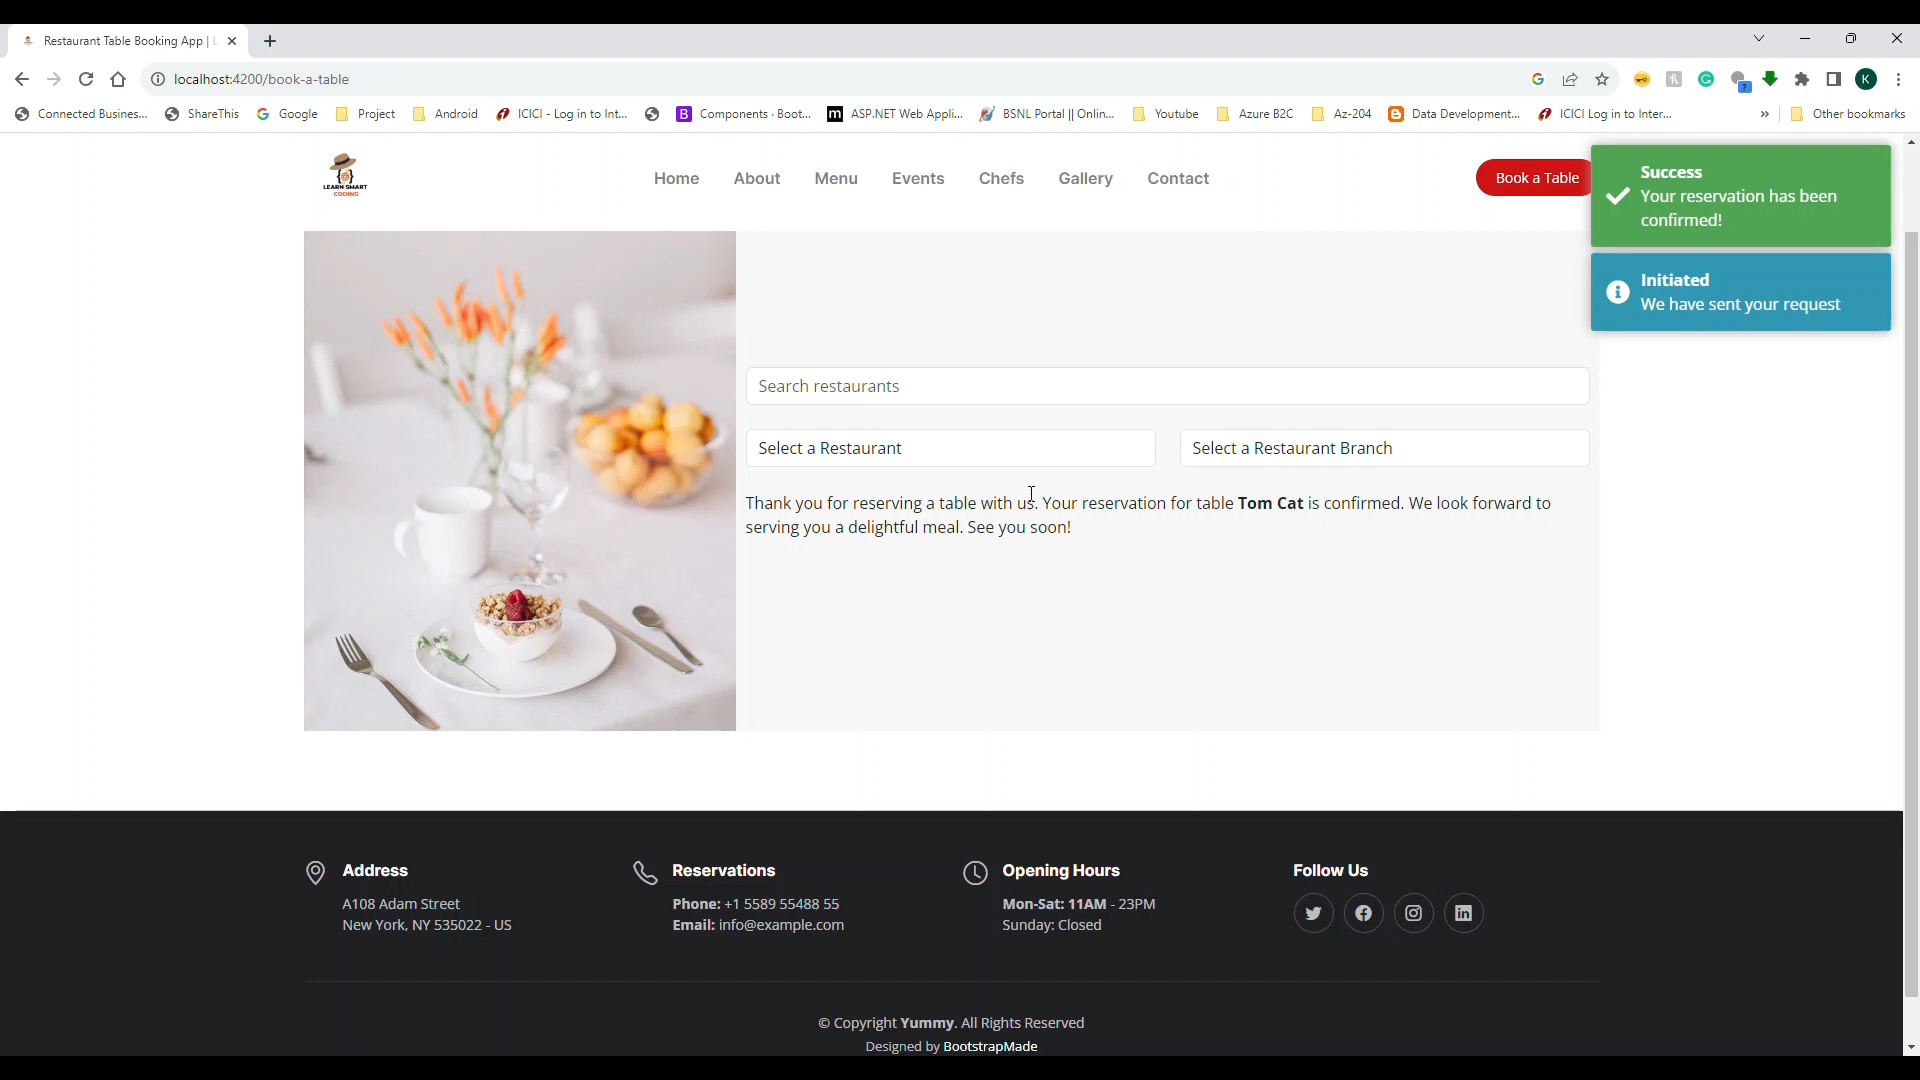 Restaurant Table Booking App | L
localhost:4200/book-a-table
K
?
Connected Busines... ShareThis Google Project Android ICICI - Log in to Int... B Components · Boot... m ASP.NET Web Appli... BSNL Portal || Onlin... Youtube Azure B2C Az-204 Data Development... ICICI Log in to Inter... » Other bookmarks
LEARN SMART
CODING
Home About Menu Events Chefs Gallery Contact
Book a Table
Success
Your reservation has been
confirmed!
Initiated
We have sent your request
Search restaurants
Select a Restaurant Select a Restaurant Branch
Thank you for reserving a table with us. Your reservation for table Tom Cat is confirmed. We look forward to
serving you a delightful meal. See you soon!
Address
A108 Adam Street
New York, NY 535022 - US
Reservations
Phone: +1 5589 55488 55
Email: info@example.com
Opening Hours
Mon-Sat: 11AM - 23PM
Sunday: Closed
Follow Us
© Copyright Yummy. All Rights Reserved
Designed by BootstrapMade